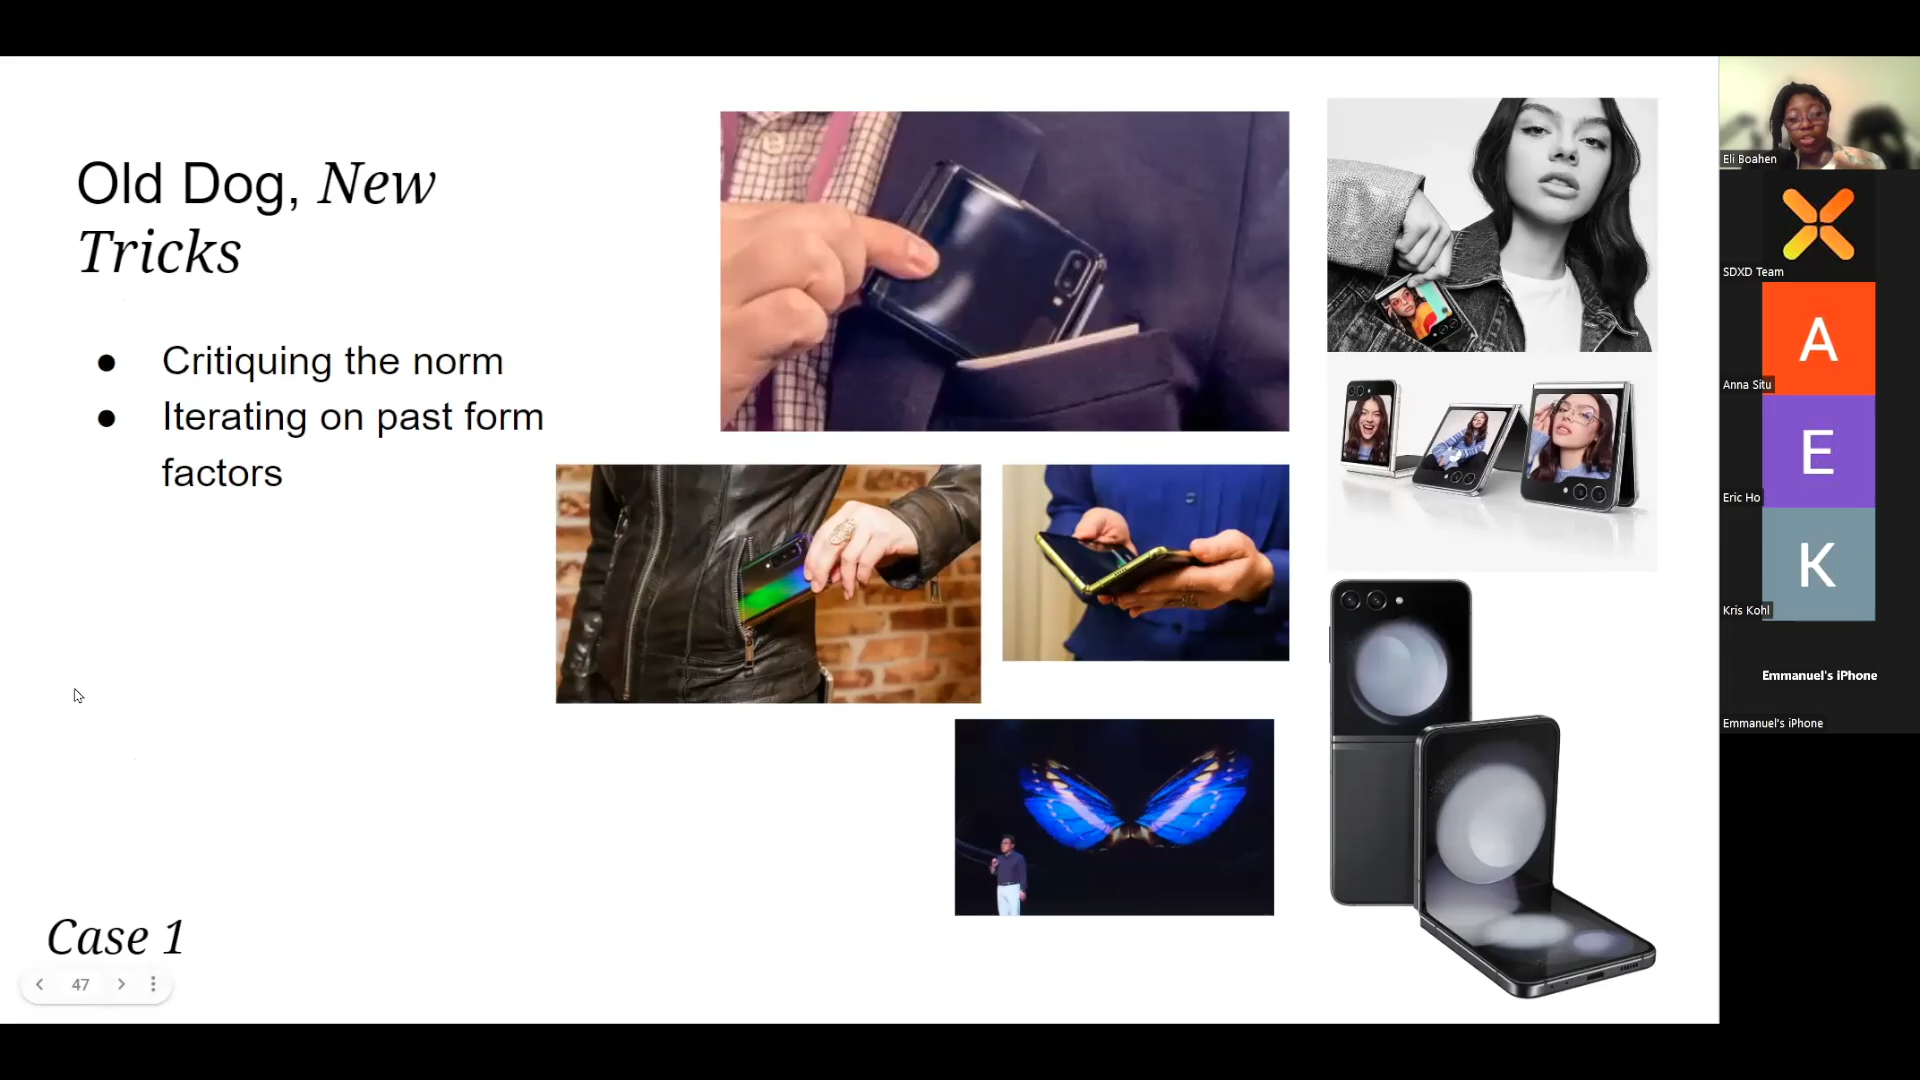 Old Dog, New
Tricks
● Critiquing the norm
● Iterating on past form
factors
Case 1
47
Eli Boahen
SDXD Team
A
Anna Situ
E
Eric Ho
K
Kris Kohl
Emmanuel's iPhone
Emmanuel's iPhone